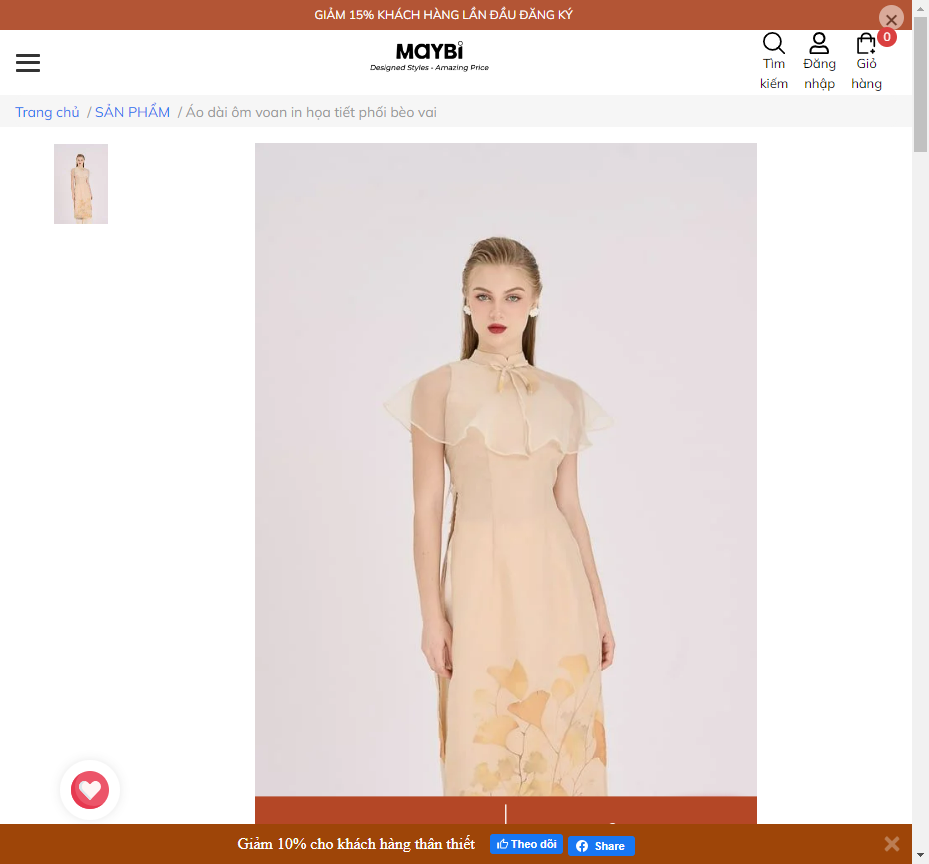 GIẢM 15% KHÁCH HÀNG LẦN ĐẦU ĐĂNG KÝ
MAYBI
Designed Styles - Amazing Price
Tìm kiếm
Đăng nhập
Giỏ hàng
0
Trang chủ / SẢN PHẨM / Áo dài ôm voan in họa tiết phối bèo vai
Giảm 10% cho khách hàng thân thiết
Theo dõi
Share